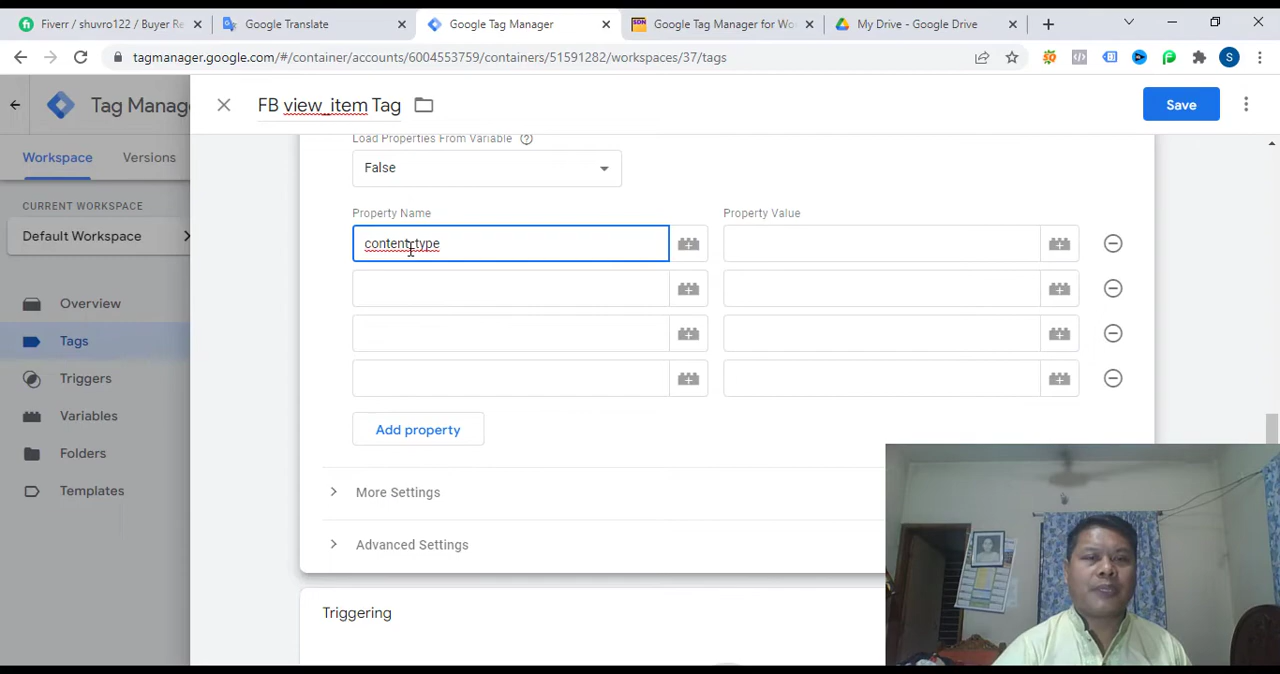 Fiverr / shuvro122 / Buyer Re
Google Translate
Google Tag Manager
Google Tag Manager for Wo
My Drive - Google Drive
tagmanager.google.com/#/container/accounts/6004553759/containers/51591282/workspaces/37/tags
S
Tag Manage
FB view_item Tag
Save
Workspace
Versions
CURRENT WORKSPACE
Default Workspace
Overview
Tags
Triggers
Variables
Folders
Templates
Load Properties From Variable
False
Property Name
Property Value
content_type
Add property
More Settings
Advanced Settings
Triggering